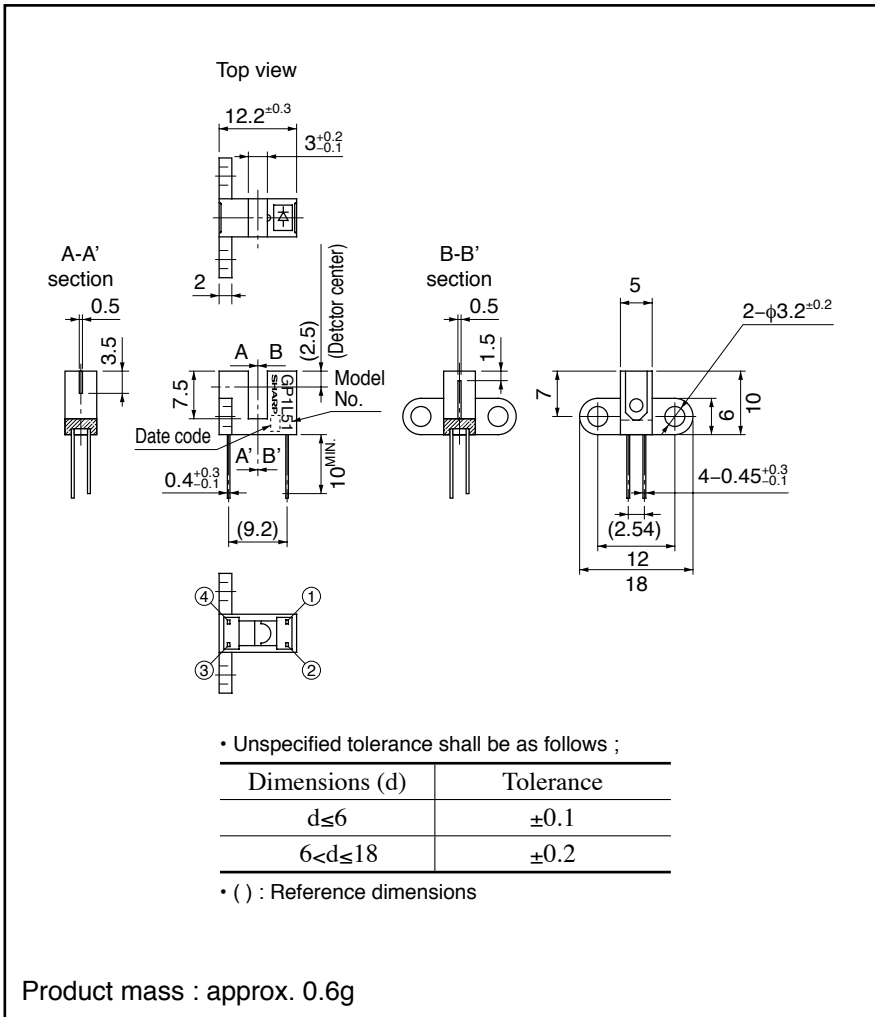 Top view
12.2±0.3
3+0.2−0.1
A-A'
section
0.5
3.5
2
(2.5)
(Detctor center)
B-B'
section
0.5
1.5
5
2−φ3.2±0.2
A B
7.5
GP1L51
SHARP
Model
No.
Date code
A' B'
10MIN.
0.4+0.3−0.1
(9.2)
7
6
10
4−0.45+0.3−0.1
(2.54)
12
18
④ ①
③ ②
• Unspecified tolerance shall be as follows ;
Dimensions (d) Tolerance
d≤6 ±0.1
6<d≤18 ±0.2
• ( ) : Reference dimensions
Product mass : approx. 0.6g